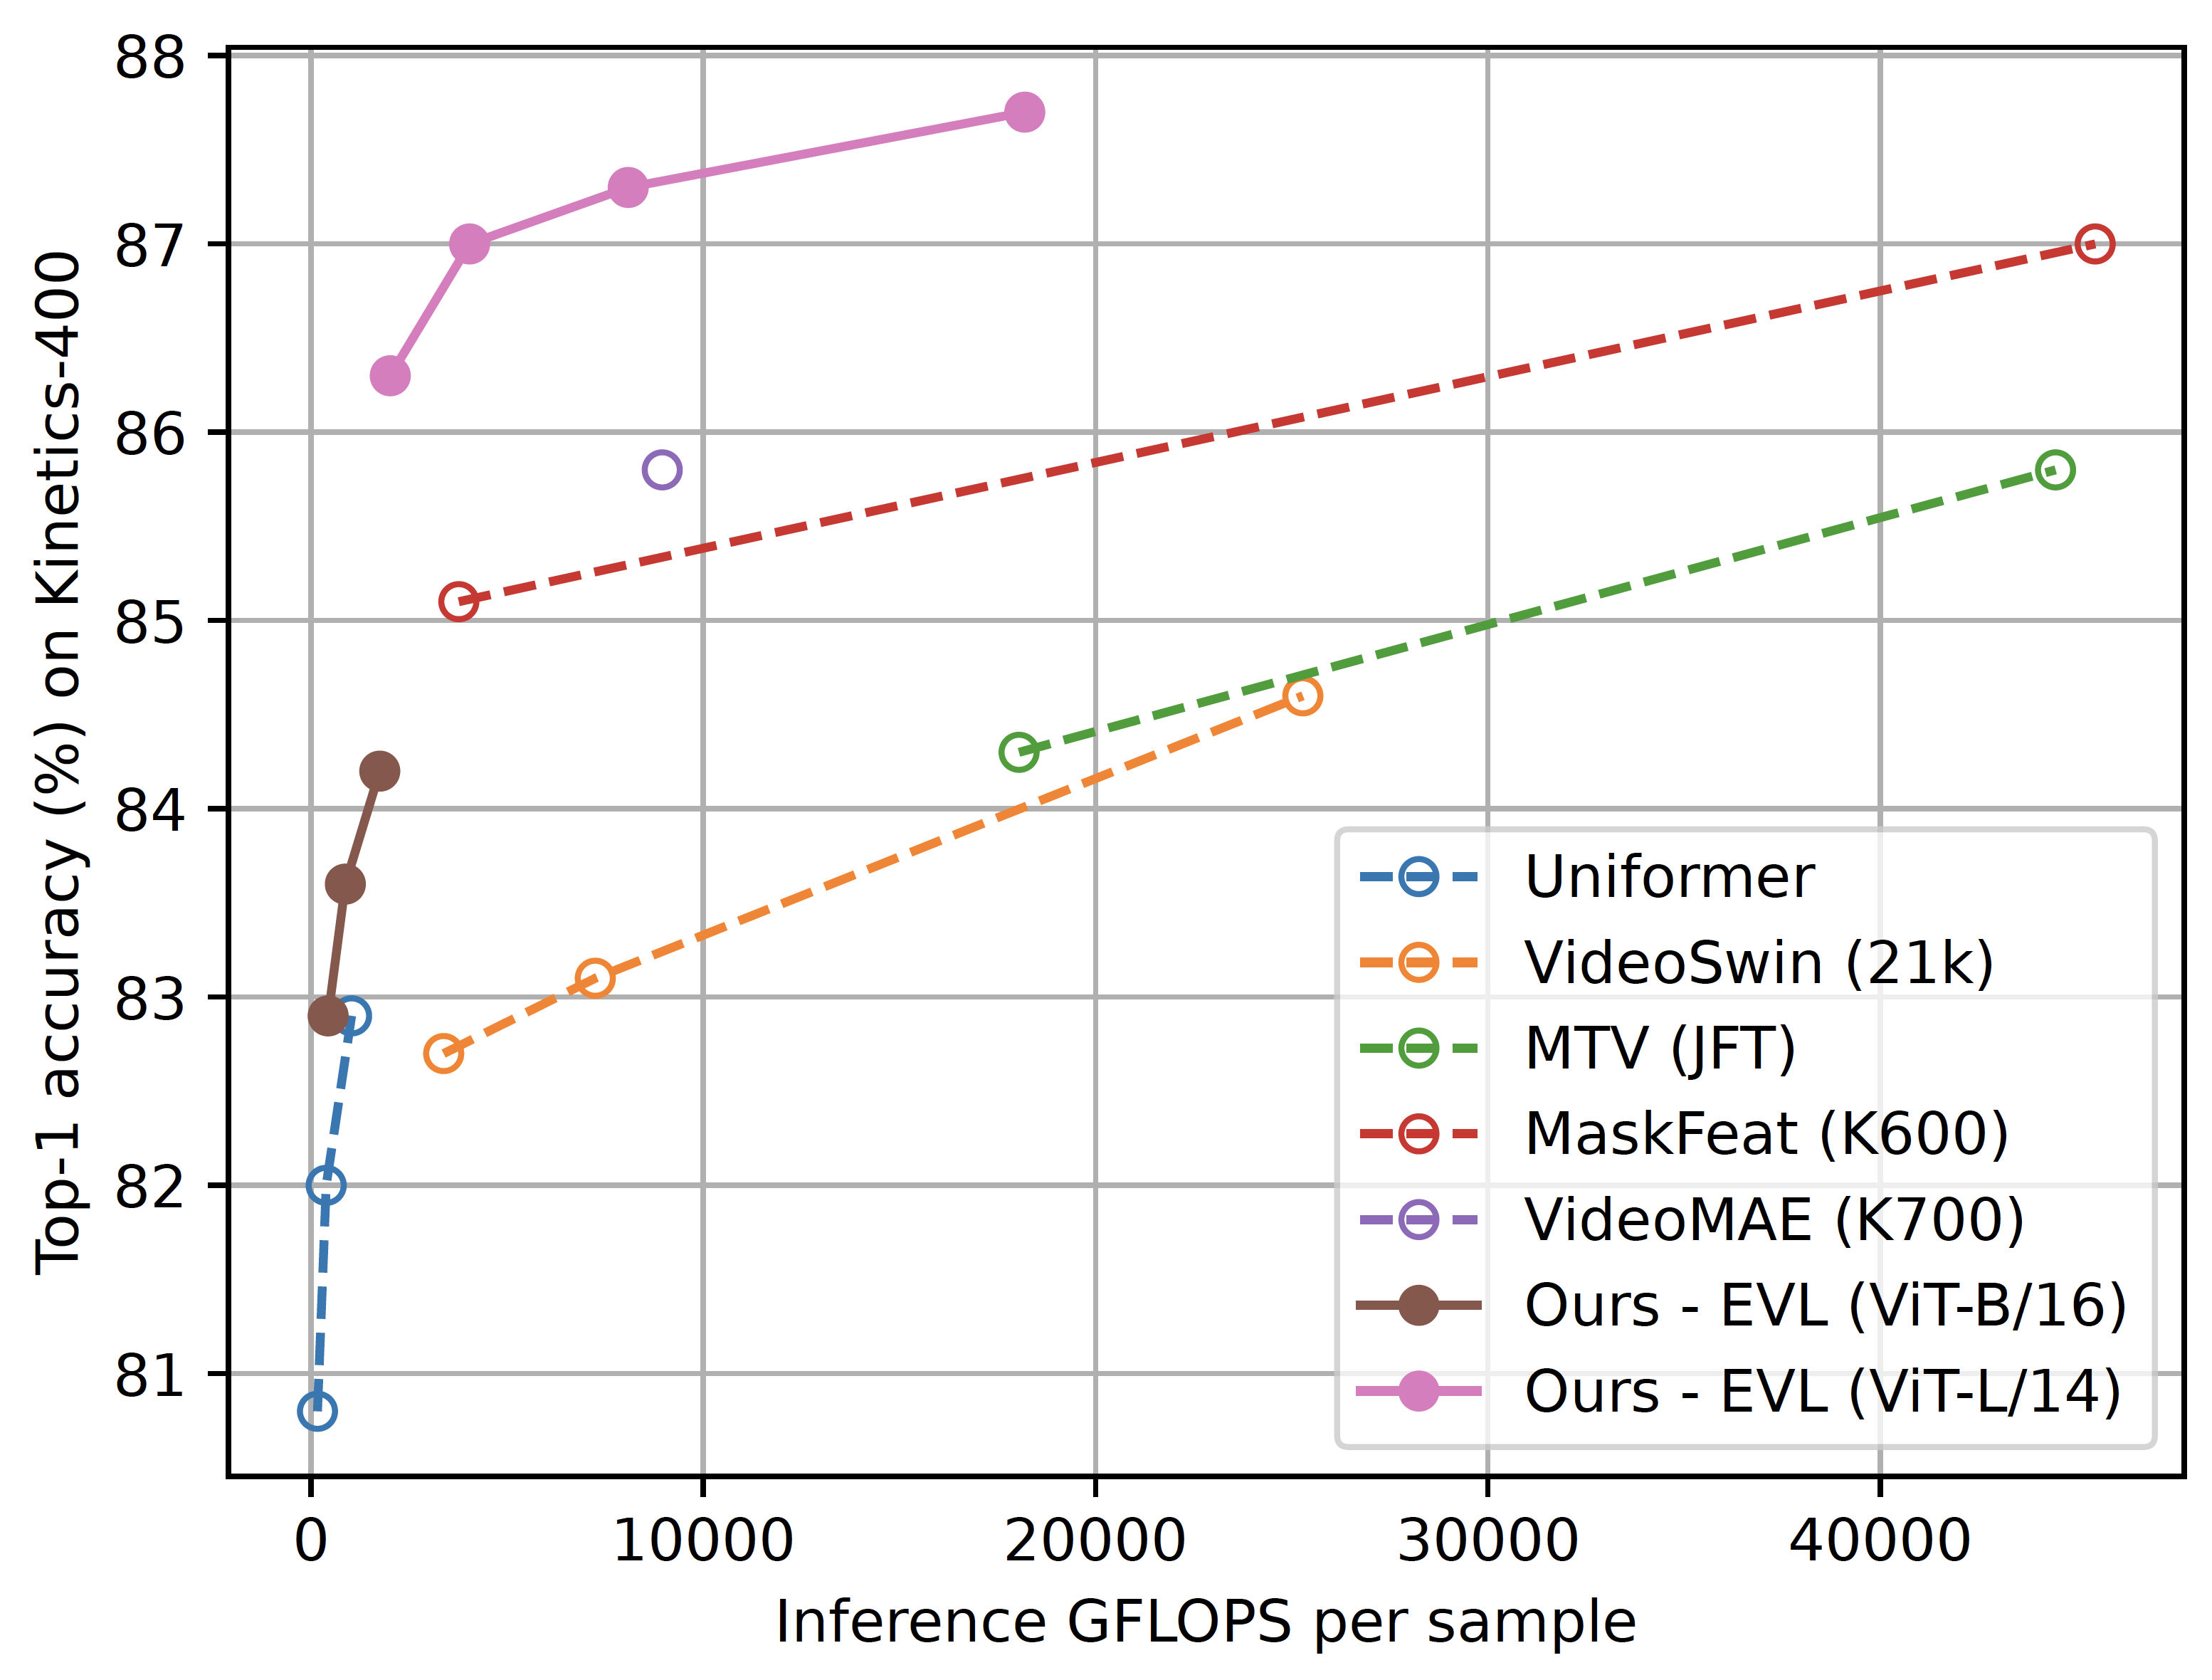 Top-1 accuracy (%) on Kinetics-400
88
87
86
85
84
83
82
81
Uniformer
VideoSwin (21k)
MTV (JFT)
MaskFeat (K600)
VideoMAE (K700)
Ours - EVL (ViT-B/16)
Ours - EVL (ViT-L/14)
0 10000 20000 30000 40000
Inference GFLOPS per sample